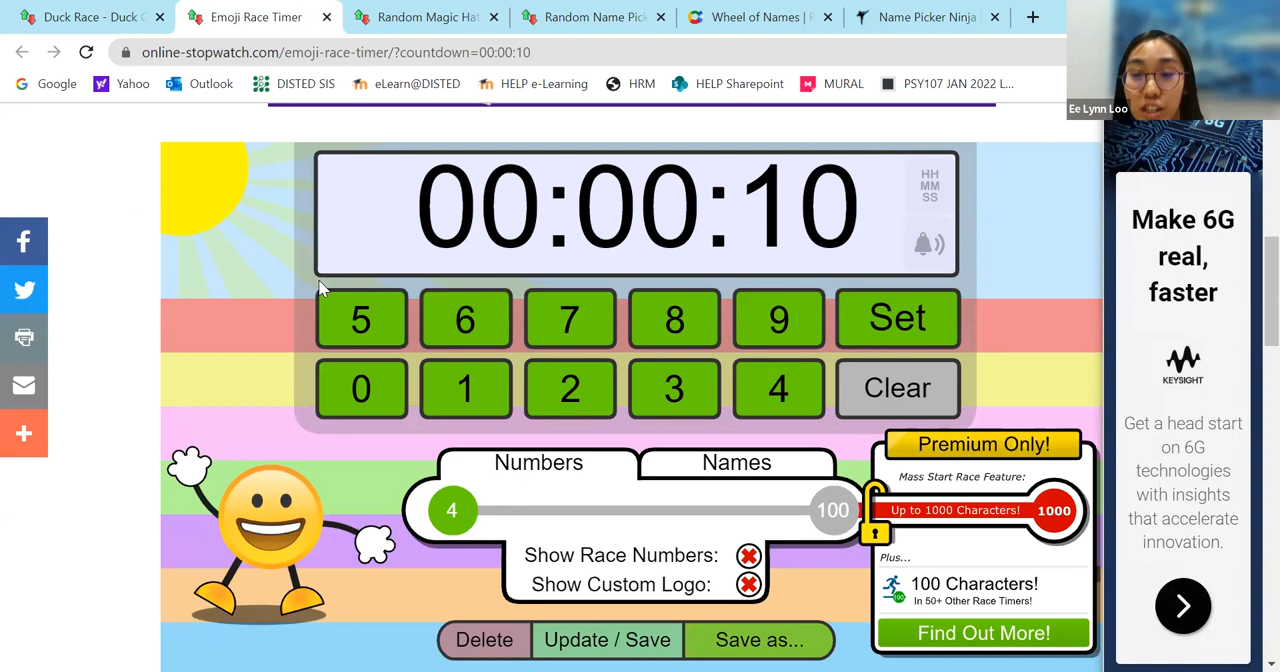 Duck Race - Duck C
Emoji Race Timer
Random Magic Hat
Random Name Pick
Wheel of Names | F
Name Picker Ninja
online-stopwatch.com/emoji-race-timer/?countdown=00:00:10
Google
Yahoo
Outlook
DISTED SIS
eLearn@DISTED
HELP e-Learning
HRM
HELP Sharepoint
MURAL
PSY107 JAN 2022 L...
Ee Lynn Loo
00:00:10
HH
MM
SS
5 6 7 8 9 Set
0 1 2 3 4 Clear
Numbers
Names
4
100
Show Race Numbers:
Show Custom Logo:
Delete
Update / Save
Save as...
Premium Only!
Mass Start Race Feature:
Up to 1000 Characters!
1000
Plus...
100
100 Characters!
In 50+ Other Race Timers!
Find Out More!
Make 6G
real,
faster
KEYSIGHT
Get a head start
on 6G
technologies
with insights
that accelerate
innovation.